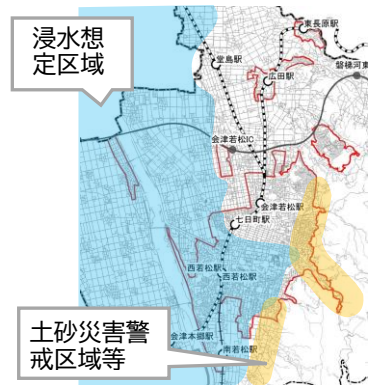 浸水想
定区域
東長原駅
堂島駅
広田駅
磐梯河東
会津若松IC
会津若松駅
七日町駅
西若松駅
西若松駅
会津本郷駅
南若松駅
土砂災害警
戒区域等